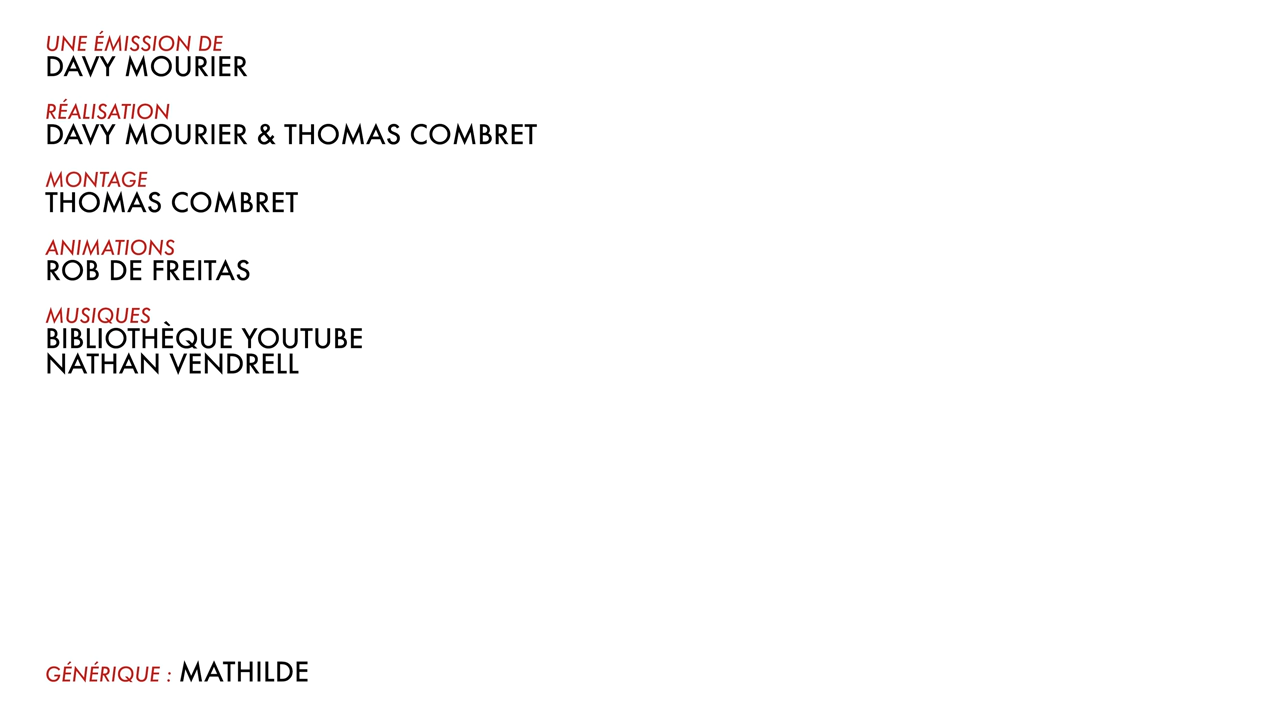 UNE ÉMISSION DE
DAVY MOURIER
RÉALISATION
DAVY MOURIER & THOMAS COMBRET
MONTAGE
THOMAS COMBRET
ANIMATIONS
ROB DE FREITAS
MUSIQUES
BIBLIOTHÈQUE YOUTUBE
NATHAN VENDRELL
GÉNÉRIQUE : MATHILDE